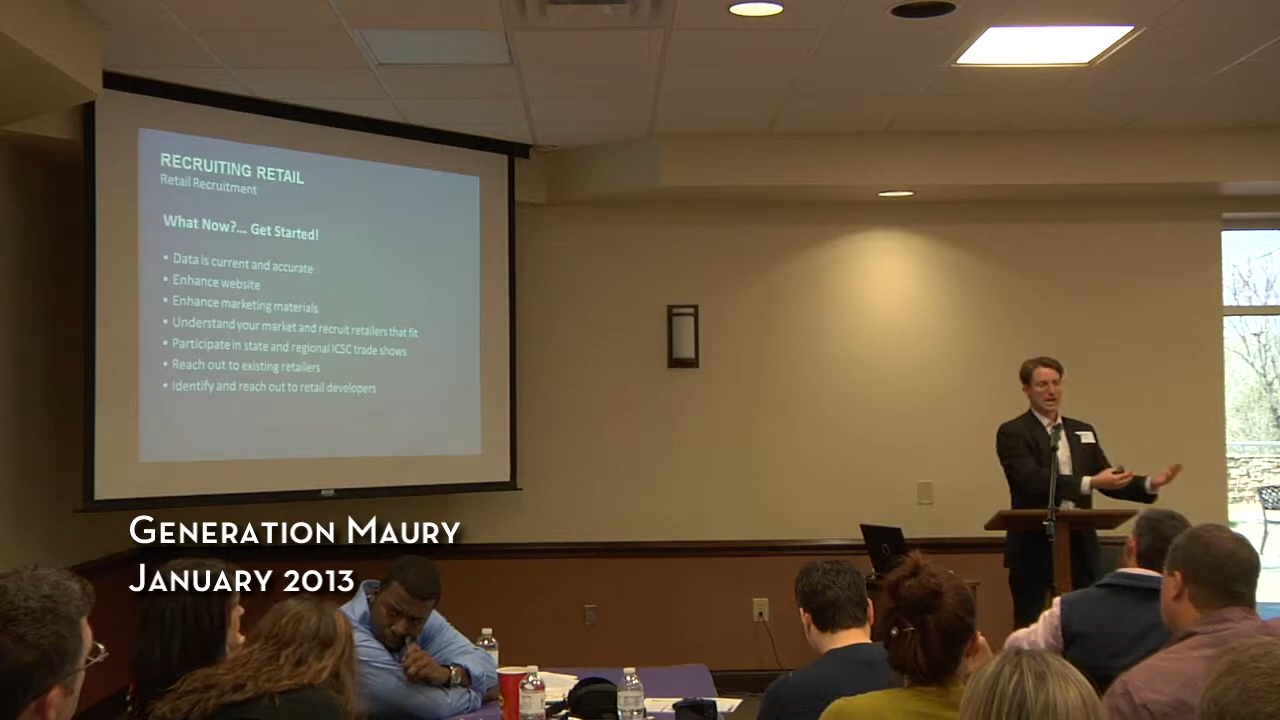 RECRUITING RETAIL
Retail Recruitment
What Now?... Get Started!
▪ Data is current and accurate
▪ Enhance website
▪ Enhance marketing materials
▪ Understand your market and recruit retailers that fit
▪ Participate in state and regional ICSC trade shows
▪ Reach out to existing retailers
▪ Identify and reach out to retail developers
Generation Maury
January 2013